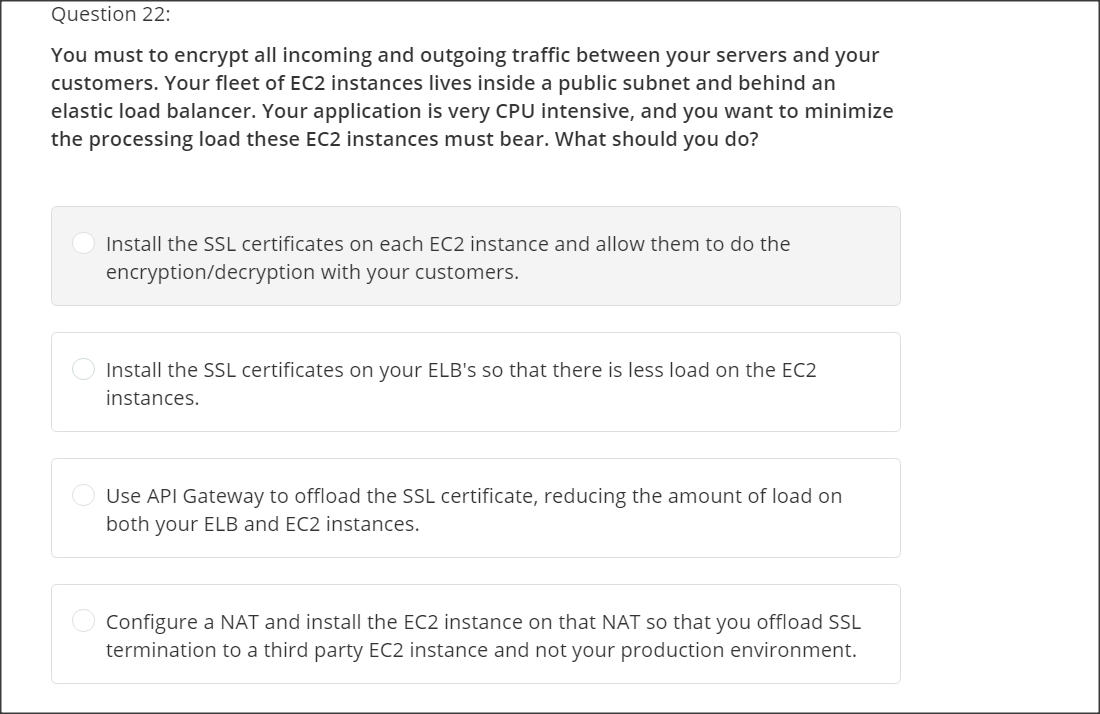 Question 22:
You must to encrypt all incoming and outgoing traffic between your servers and your
customers. Your fleet of EC2 instances lives inside a public subnet and behind an
elastic load balancer. Your application is very CPU intensive, and you want to minimize
the processing load these EC2 instances must bear. What should you do?
Install the SSL certificates on each EC2 instance and allow them to do the
encryption/decryption with your customers.
Install the SSL certificates on your ELB's so that there is less load on the EC2
instances.
Use API Gateway to offload the SSL certificate, reducing the amount of load on
both your ELB and EC2 instances.
Configure a NAT and install the EC2 instance on that NAT so that you offload SSL
termination to a third party EC2 instance and not your production environment.